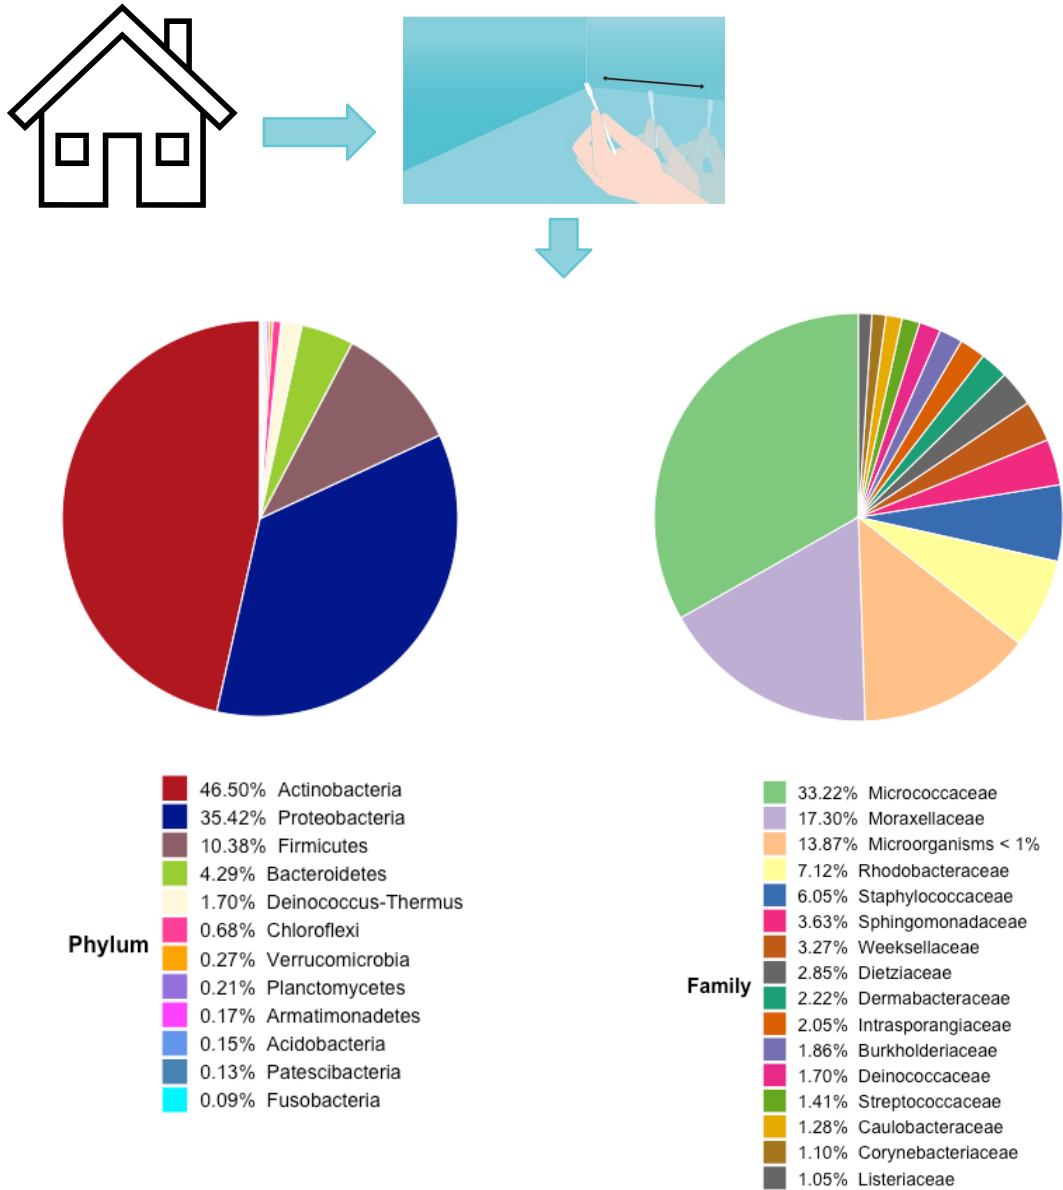 Phylum
46.50% Actinobacteria
35.42% Proteobacteria
10.38% Firmicutes
4.29% Bacteroidetes
1.70% Deinococcus-Thermus
0.68% Chloroflexi
0.27% Verrucomicrobia
0.21% Planctomycetes
0.17% Armatimonadetes
0.15% Acidobacteria
0.13% Patescibacteria
0.09% Fusobacteria
Family
33.22% Micrococcaceae
17.30% Moraxellaceae
13.87% Microorganisms < 1%
7.12% Rhodobacteraceae
6.05% Staphylococcaceae
3.63% Sphingomonadaceae
3.27% Weeksellaceae
2.85% Dietziaceae
2.22% Dermabacteraceae
2.05% Intrasporangiaceae
1.86% Burkholderiaceae
1.70% Deinococcaceae
1.41% Streptococcaceae
1.28% Caulobacteraceae
1.10% Corynebacteriaceae
1.05% Listeriaceae